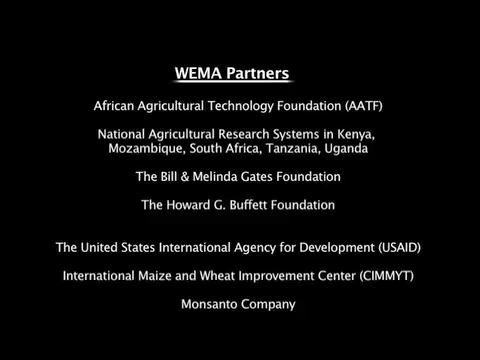 WEMA Partners
African Agricultural Technology Foundation (AATF)
National Agricultural Research Systems in Kenya,
Mozambique, South Africa, Tanzania, Uganda
The Bill & Melinda Gates Foundation
The Howard G. Buffett Foundation
The United States International Agency for Development (USAID)
International Maize and Wheat Improvement Center (CIMMYT)
Monsanto Company